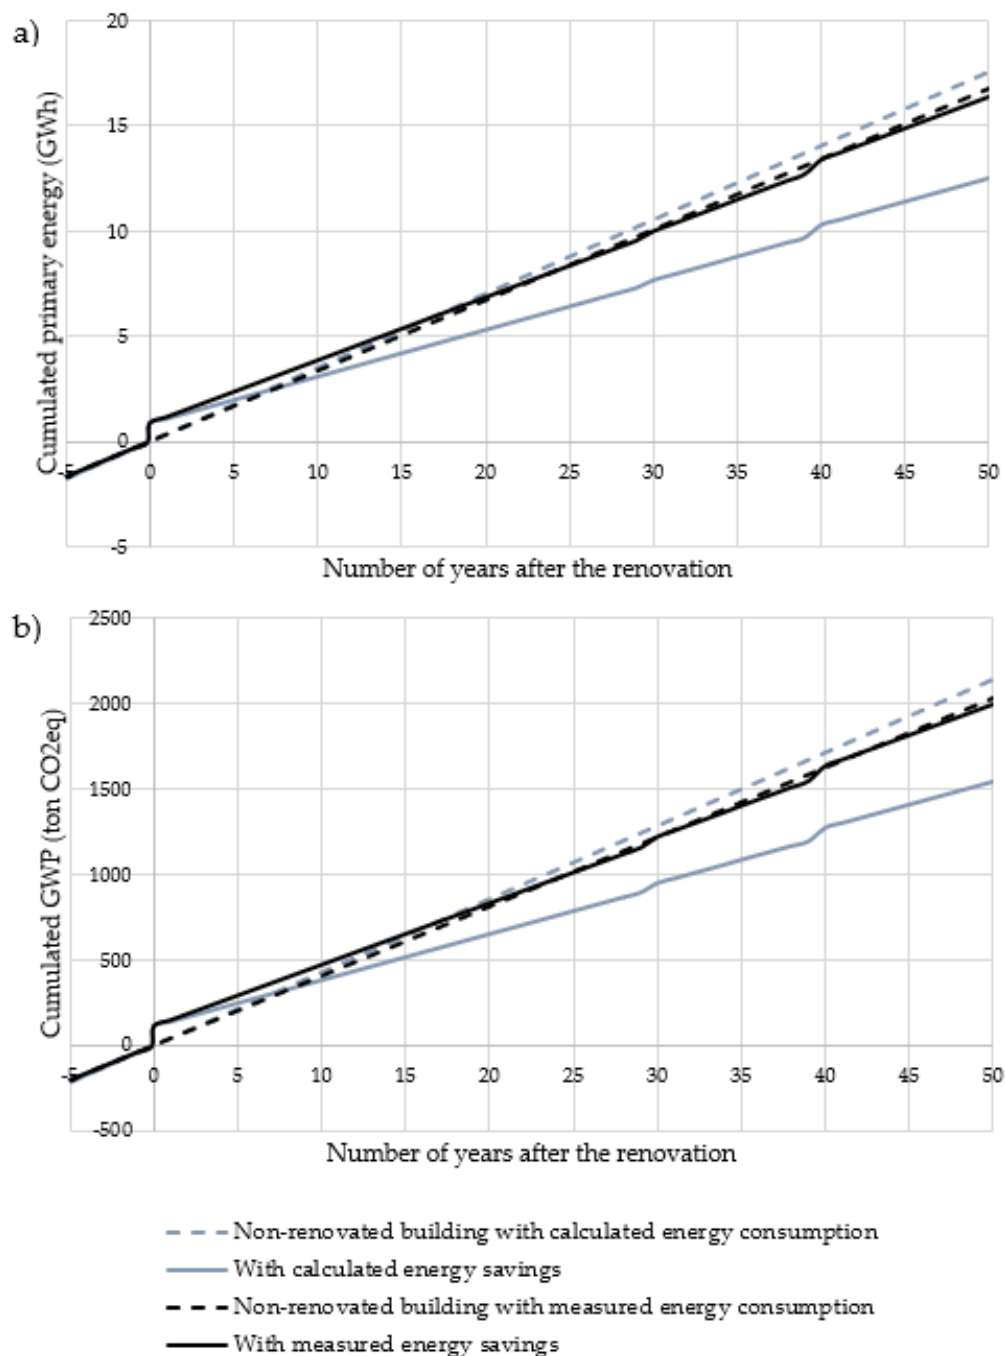 a)
20
15
10
5
0
-5
Cumulated primary energy (GWh)
-5 0 5 10 15 20 25 30 35 40 45 50
Number of years after the renovation
b)
2500
2000
1500
1000
500
0
-500
Cumulated GWP (ton CO2eq)
-5 0 5 10 15 20 25 30 35 40 45 50
Number of years after the renovation
Non-renovated building with calculated energy consumption
With calculated energy savings
Non-renovated building with measured energy consumption
With measured energy savings